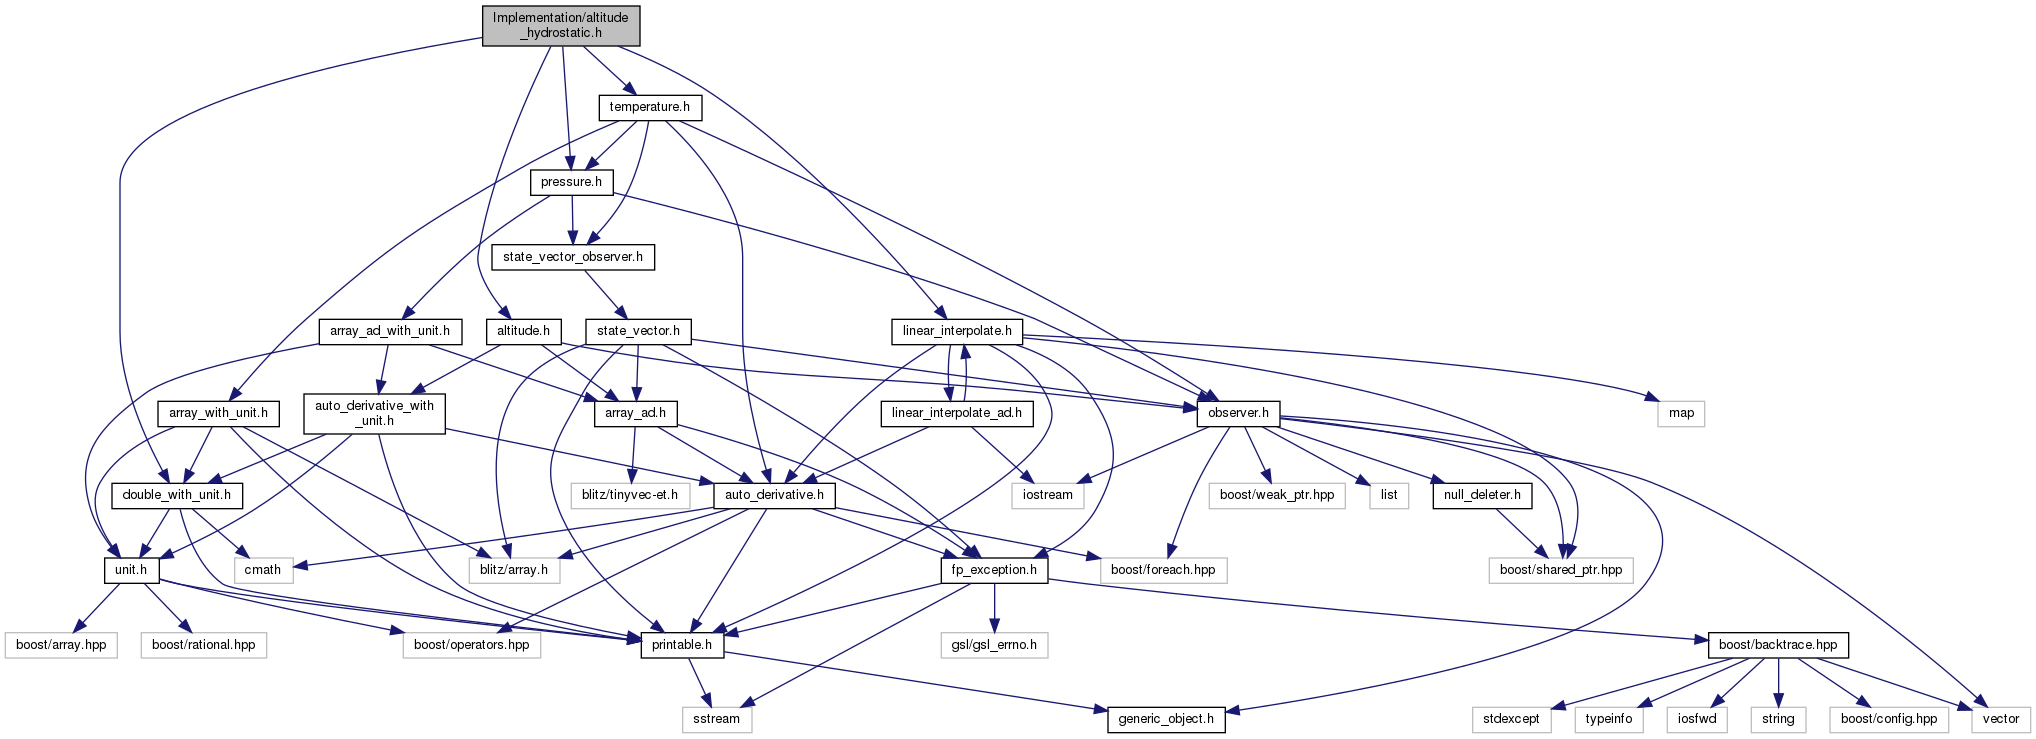 Implementation/altitude
_hydrostatic.h
temperature.h
pressure.h
state_vector_observer.h
array_ad_with_unit.h
altitude.h
state_vector.h
linear_interpolate.h
array_with_unit.h
auto_derivative_with
_unit.h
array_ad.h
linear_interpolate_ad.h
observer.h
map
double_with_unit.h
blitz/tinyvec-et.h
auto_derivative.h
iostream
boost/weak_ptr.hpp
list
null_deleter.h
unit.h
cmath
blitz/array.h
fp_exception.h
boost/foreach.hpp
boost/shared_ptr.hpp
boost/array.hpp
boost/rational.hpp
boost/operators.hpp
printable.h
gsl/gsl_errno.h
boost/backtrace.hpp
sstream
generic_object.h
stdexcept
typeinfo
iosfwd
string
boost/config.hpp
vector